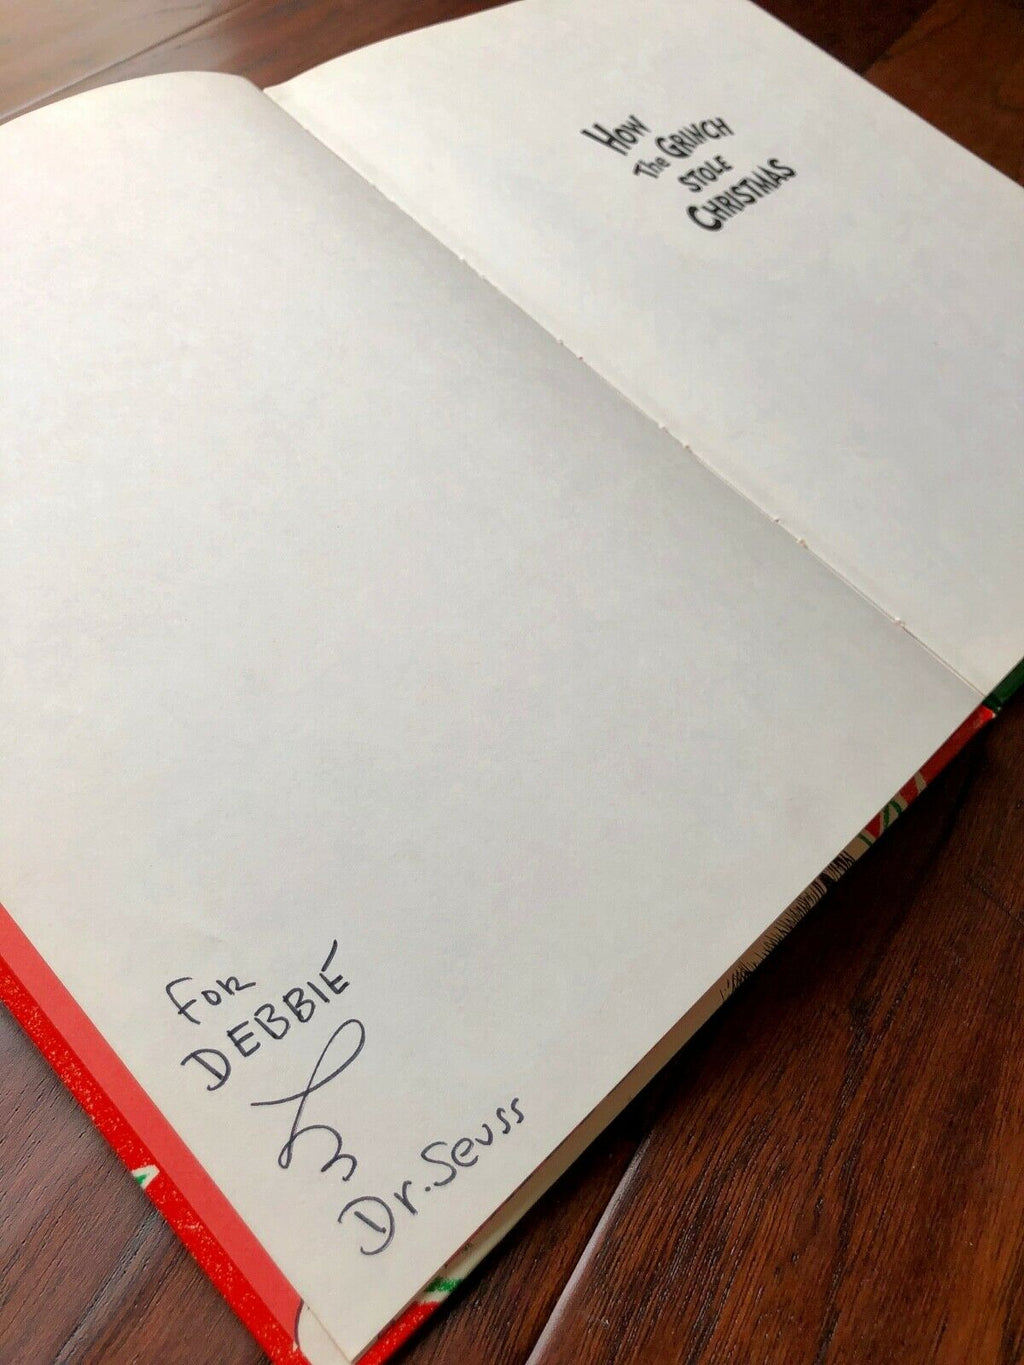 How
The GRINCH
STOLE
CHRISTMAS
FOR
DEBBIE
Dr. Seuss